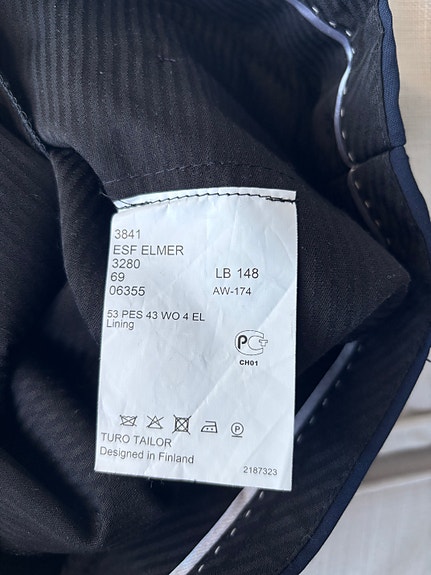 3841
ESF ELMER
3280
69
06355
LB 148
AW-174
53 PES 43 WO 4 EL
Lining
PCT
CH01
P
TURO TAILOR
Designed in Finland
2187323